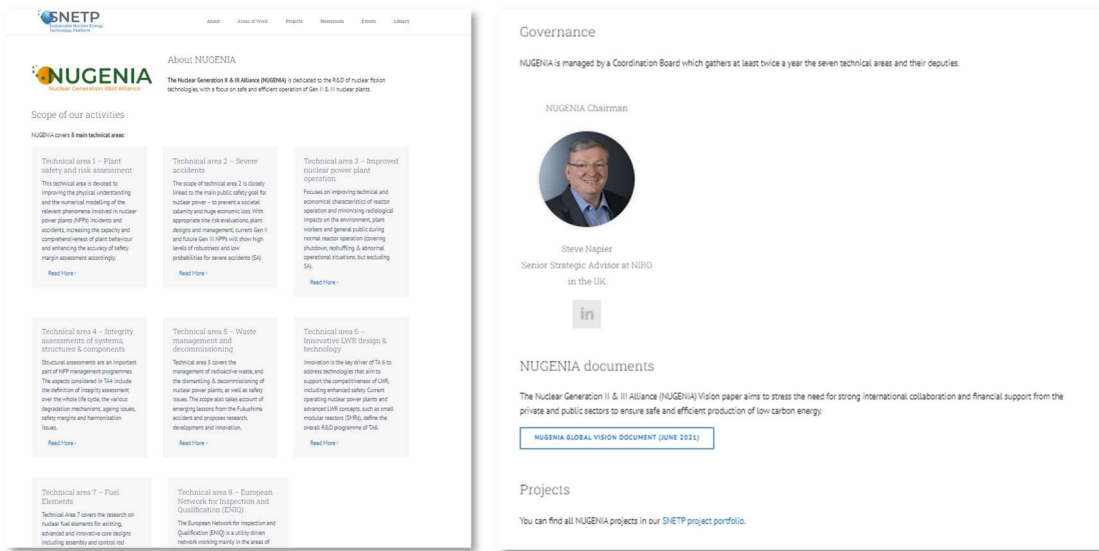 SNETP
Sustainable Nuclear Energy
Technology Platform
About Areas of Work Projects Newsroom Events Library
NUGENIA
Nuclear Generation II&III Alliance
About NUGENIA
The Nuclear Generation II & III Alliance (NUGENIA) is dedicated to the R&D of nuclear fission
technologies, with a focus on safe and efficient operation of Gen II & III nuclear plants.
Scope of our activities
NUGENIA covers 8 main technical areas:
Technical area 1 – Plant
safety and risk assessment
This technical area is devoted to
improving the physical understanding
and the numerical modelling of the
relevant phenomena involved in nuclear
power plants (NPPs) incidents and
accidents, increasing the capacity and
comprehensiveness of plant behaviour
and enhancing the accuracy of safety
margin assessment accordingly.
Read More ›
Technical area 2 – Severe
accidents
The scope of technical area 2 is closely
linked to the main public safety goal for
nuclear power – to prevent a societal
calamity and huge economic loss. With
appropriate site risk evaluations, plant
designs and management, current Gen II
and future Gen III NPPs will show high
levels of robustness and low
probabilities for severe accidents (SA).
Read More ›
Technical area 3 – Improved
nuclear power plant
operation
Focuses on improving technical and
economical characteristics of reactor
operation and minimising radiological
impacts on the environment, plant
workers and general public during
normal reactor operation (covering
shutdown, reshuffling & abnormal
operational situations, but excluding
SA).
Read More ›
Technical area 4 – Integrity
assessments of systems,
structures & components
Structural assessments are an important
part of NPP management programmes.
The aspects considered in TA4 include
the definition of integrity assessment
over the whole life cycle, the various
degradation mechanisms, ageing issues,
safety margins and harmonisation
issues.
Read More ›
Technical area 5 – Waste
management and
decommissioning
Technical area 5 covers the
management of radioactive waste, and
the dismantling & decommissioning of
nuclear power plants, as well as safety
issues. The scope also takes account of
emerging lessons from the Fukushima
accident and proposes research,
development and innovation.
Read More ›
Technical area 6 –
Innovative LWR design &
technology
Innovation is the key driver of TA 6 to
address technologies that aim to
support the competitiveness of LWR,
including enhanced safety. Current
operating nuclear power plants and
advanced LWR concepts, such as small
modular reactors (SMRs), define the
overall R&D programme of TA6.
Read More ›
Technical area 7 – Fuel
Elements
Technical Area 7 covers the research on
nuclear fuel elements for existing,
advanced and innovative core designs
including assembly and control rod
Technical area 8 – European
Network for Inspection and
Qualification (ENIQ)
The European Network for Inspection and
Qualification (ENIQ) is a utility driven
network working mainly in the areas of
Governance
NUGENIA is managed by a Coordination Board which gathers at least twice a year the seven technical areas and their deputies.
NUGENIA Chairman
Steve Napier
Senior Strategic Advisor at NIRO
in the UK
in
NUGENIA documents
The Nuclear Generation II & III Alliance (NUGENIA) Vision paper aims to stress the need for strong international collaboration and financial support from the
private and public sectors to ensure safe and efficient production of low carbon energy.
NUGENIA GLOBAL VISION DOCUMENT (JUNE 2021)
Projects
You can find all NUGENIA projects in our SNETP project portfolio.